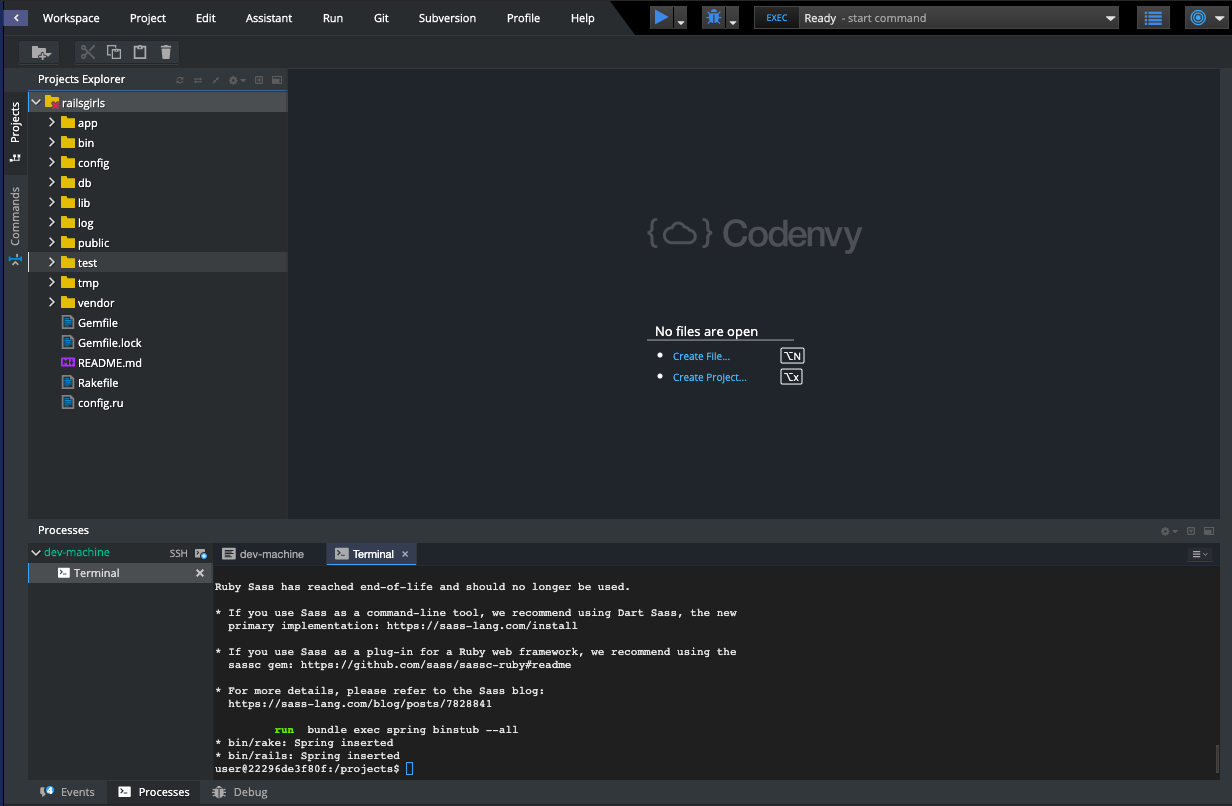 Workspace Project Edit Assistant Run Git Subversion Profile Help EXEC Ready - start command
Projects Explorer
Projects
Commands
railsgirls
app
bin
config
db
lib
log
public
test
tmp
vendor
Gemfile
Gemfile.lock
README.md
Rakefile
config.ru
{ } Codenvy
No files are open
• Create File... ⌥N
• Create Project... ⌥X
Processes
dev-machine SSH
Terminal ×
dev-machine Terminal ×
Ruby Sass has reached end-of-life and should no longer be used.
* If you use Sass as a command-line tool, we recommend using Dart Sass, the new
primary implementation: https://sass-lang.com/install
* If you use Sass as a plug-in for a Ruby web framework, we recommend using the
sassc gem: https://github.com/sass/sassc-ruby#readme
* For more details, please refer to the Sass blog:
https://sass-lang.com/blog/posts/7828841
run bundle exec spring binstub --all
* bin/rake: Spring inserted
* bin/rails: Spring inserted
user@22296de3f80f:/projects$
4 Events Processes Debug